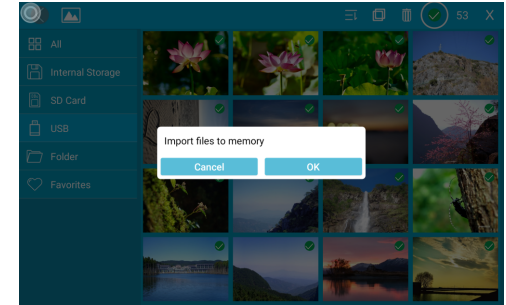 53 X
All
Internal Storage
SD Card
USB
Folder
Favorites
Import files to memory
Cancel OK